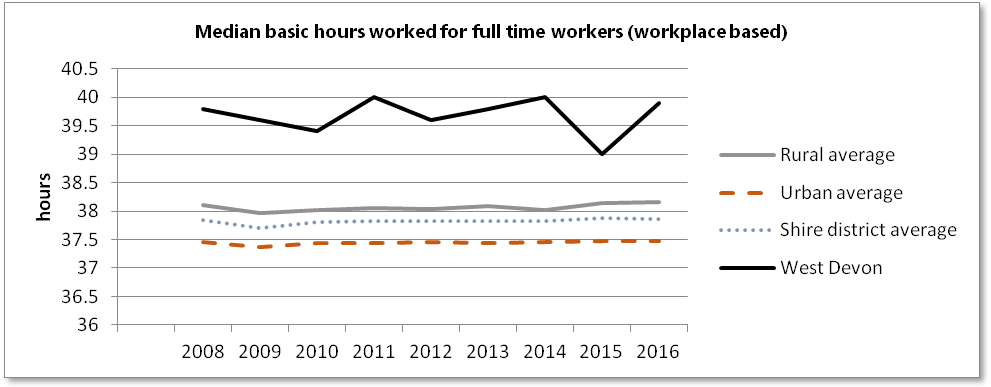 Median basic hours worked for full time workers (workplace based)
40.5
40
39.5
39
38.5
38
37.5
37
36.5
36
hours
2008 2009 2010 2011 2012 2013 2014 2015 2016
Rural average
Urban average
Shire district average
West Devon